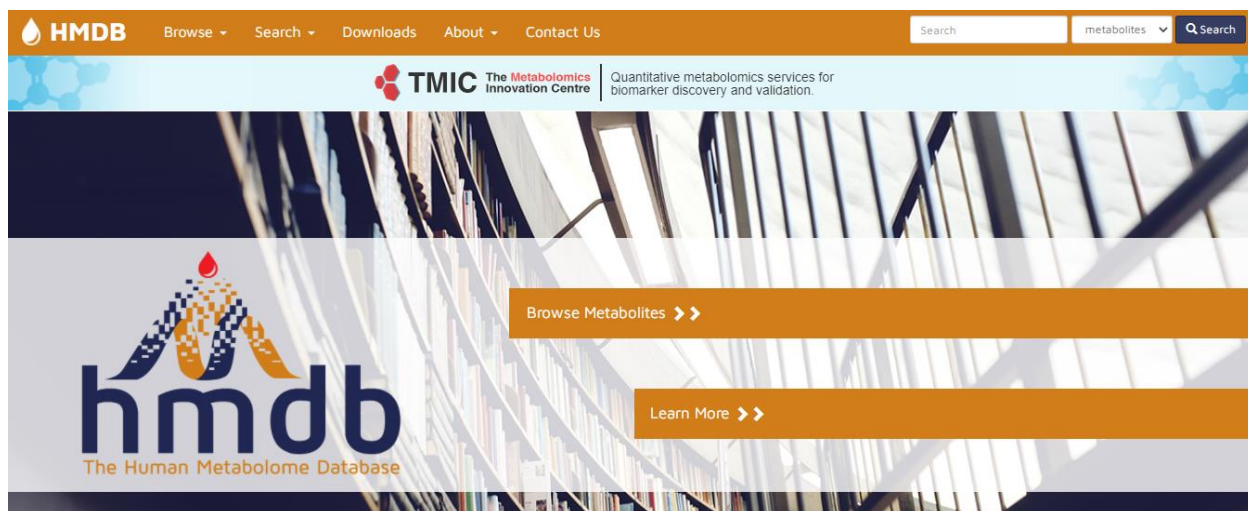 HMDB Browse Search Downloads About Contact Us Search metabolites Search
TMIC The Metabolomics Innovation Centre Quantitative metabolomics services for biomarker discovery and validation.
Browse Metabolites
hmdb
Learn More
The Human Metabolome Database